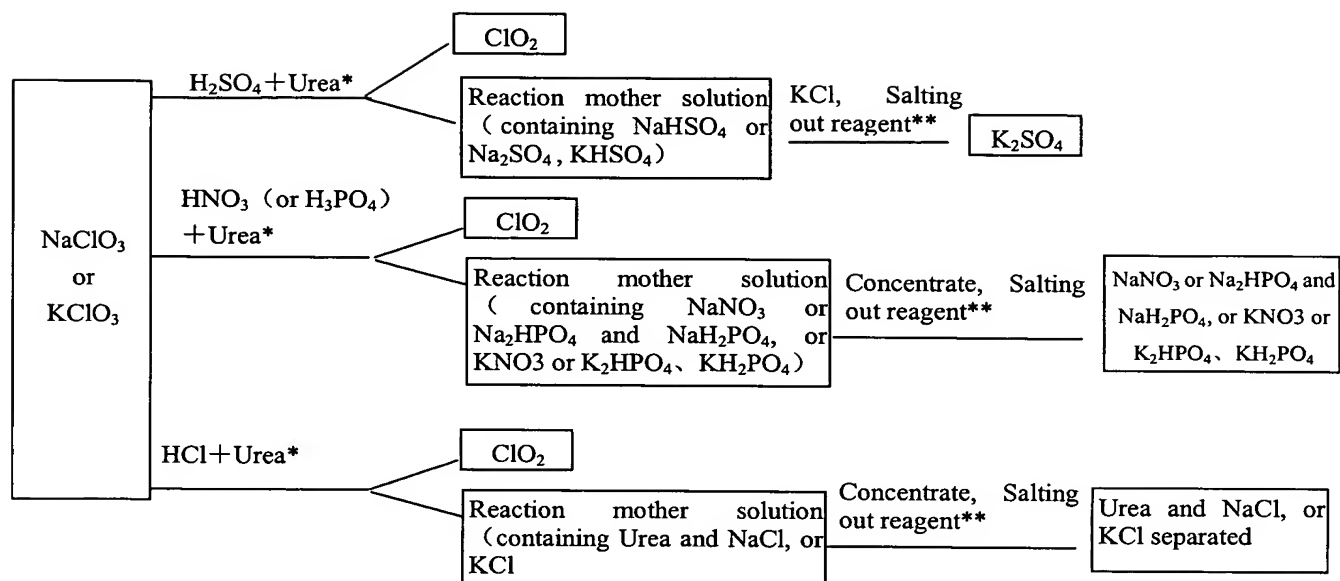 NaClO₃
or
KClO₃
H₂SO₄+Urea*
ClO₂
Reaction mother solution
（containing NaHSO₄ or
Na₂SO₄, KHSO₄）
KCl, Salting
out reagent**
K₂SO₄
HNO₃（or H₃PO₄）
+Urea*
ClO₂
Reaction mother solution
（ containing NaNO₃ or
Na₂HPO₄ and NaH₂PO₄, or
KNO3 or K₂HPO₄、KH₂PO₄）
Concentrate, Salting
out reagent**
NaNO₃ or Na₂HPO₄ and
NaH₂PO₄, or KNO3 or
K₂HPO₄、KH₂PO₄
HCl+Urea*
ClO₂
Reaction mother solution
（containing Urea and NaCl, or
KCl
Concentrate, Salting
out reagent**
Urea and NaCl, or
KCl separated